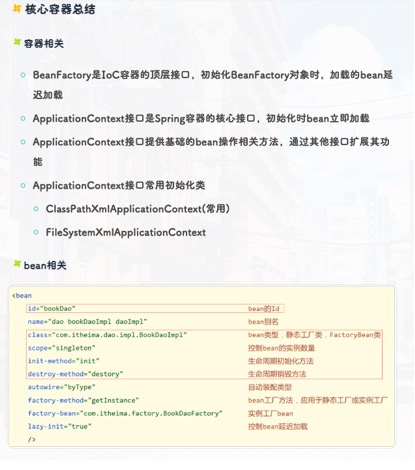 核心容器总结
容器相关
BeanFactory是IoC容器的顶层接口，初始化BeanFactory对象时，加载的bean延
迟加载
ApplicationContext接口是Spring容器的核心接口，初始化时bean立即加载
ApplicationContext接口提供基础的bean操作相关方法，通过其他接口扩展其功
能
ApplicationContext接口常用初始化类
ClassPathXmlApplicationContext(常用)
FileSystemXmlApplicationContext
bean相关
<bean
id="bookDao" bean的Id
name="dao bookDaoImpl daoImpl" bean别名
class="com.itheima.dao.impl.BookDaoImpl" bean类型，静态工厂类，FactoryBean类
scope="singleton" 控制bean的实例数量
init-method="init" 生命周期初始化方法
destroy-method="destory" 生命周期销毁方法
autowire="byType" 自动装配类型
factory-method="getInstance" bean工厂方法，应用于静态工厂或实例工厂
factory-bean="com.itheima.factory.BookDaoFactory" 实例工厂bean
lazy-init="true" 控制bean延迟加载
/>